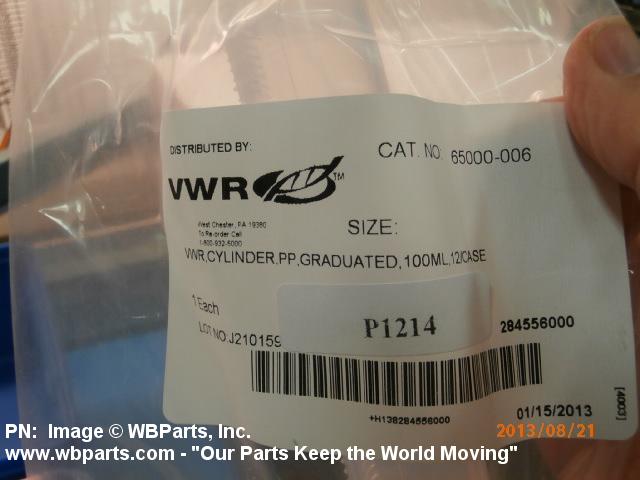 DISTRIBUTED BY:
CAT. NO: 65000-006
VWR TM
West Chester, PA 19380
To Re-order Call
1-800-932-5000
SIZE:
VWR,CYLINDER,PP,GRADUATED,100ML,12/CASE
1 Each
LOT NO:J210159
P1214
284556000
+H138284556000
01/15/2013
[4003]
2013/08/21
PN: Image © WBParts, Inc.
www.wbparts.com - "Our Parts Keep the World Moving"